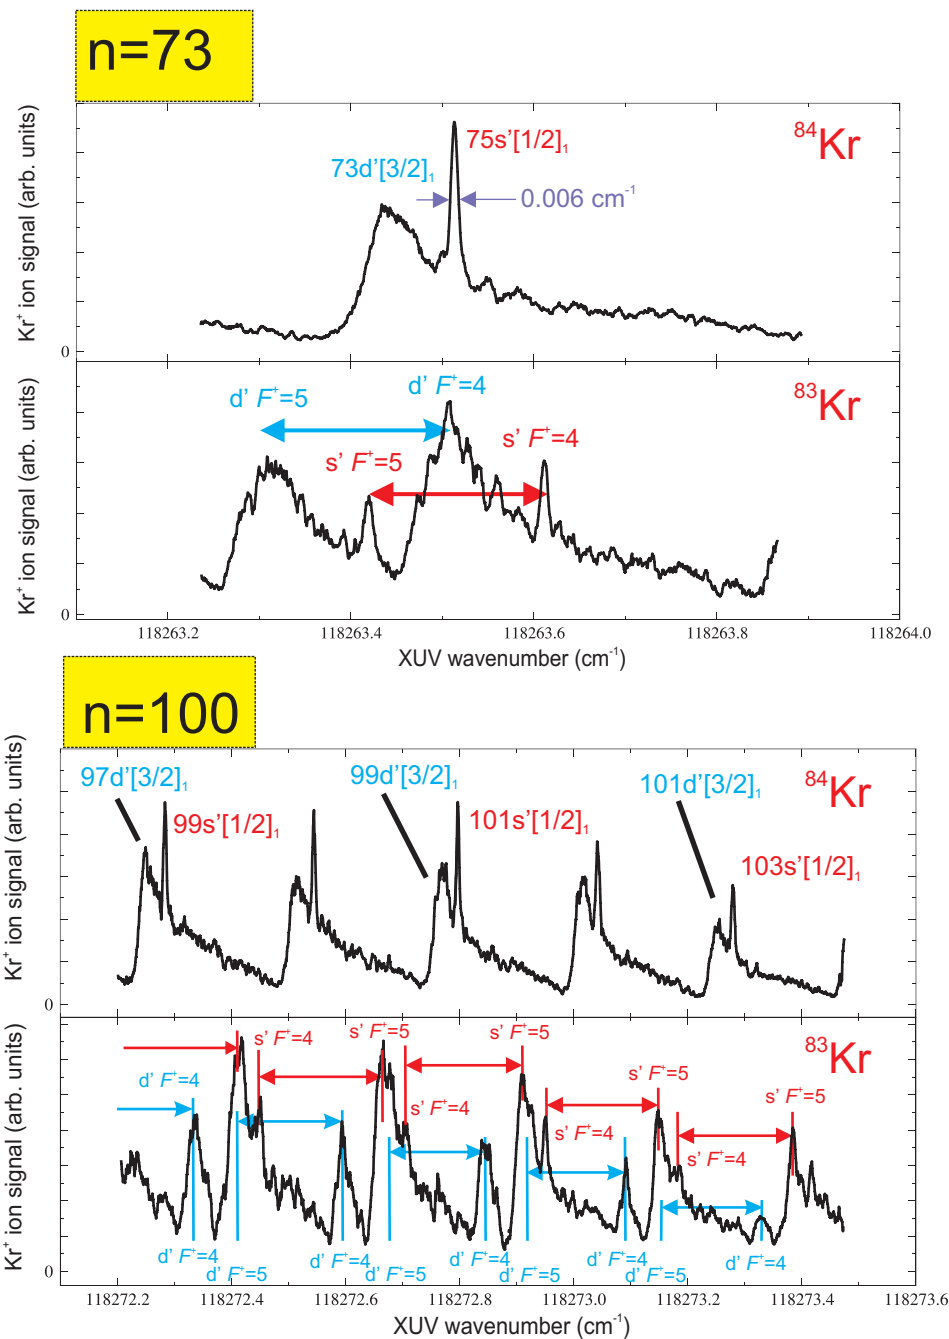 n=73
Kr⁺ ion signal (arb. units)
⁸⁴Kr
75s'[1/2]₁
73d'[3/2]₁
0.006 cm⁻¹
0
Kr⁺ ion signal (arb. units)
⁸³Kr
d' F⁺=4
d' F⁺=5
s' F⁺=4
s' F⁺=5
0
118263.2 118263.4 118263.6 118263.8 118264.0
XUV wavenumber (cm⁻¹)
n=100
Kr⁺ ion signal (arb. units)
⁸⁴Kr
97d'[3/2]₁
99d'[3/2]₁
101d'[3/2]₁
99s'[1/2]₁
101s'[1/2]₁
103s'[1/2]₁
0
Kr⁺ ion signal (arb. units)
⁸³Kr
s' F⁺=4 s' F⁺=5 s' F⁺=5
s' F⁺=5
d' F⁺=4
s' F⁺=5
s' F⁺=4
s' F⁺=4
s' F⁺=4
d' F⁺=4 d' F⁺=4 d' F⁺=4 d' F⁺=4 d' F⁺=4
d' F⁺=5 d' F⁺=5 d' F⁺=5 d' F⁺=5
0
118272.2 118272.4 118272.6 118272.8 118273.0 118273.2 118273.4 118273.6
XUV wavenumber (cm⁻¹)